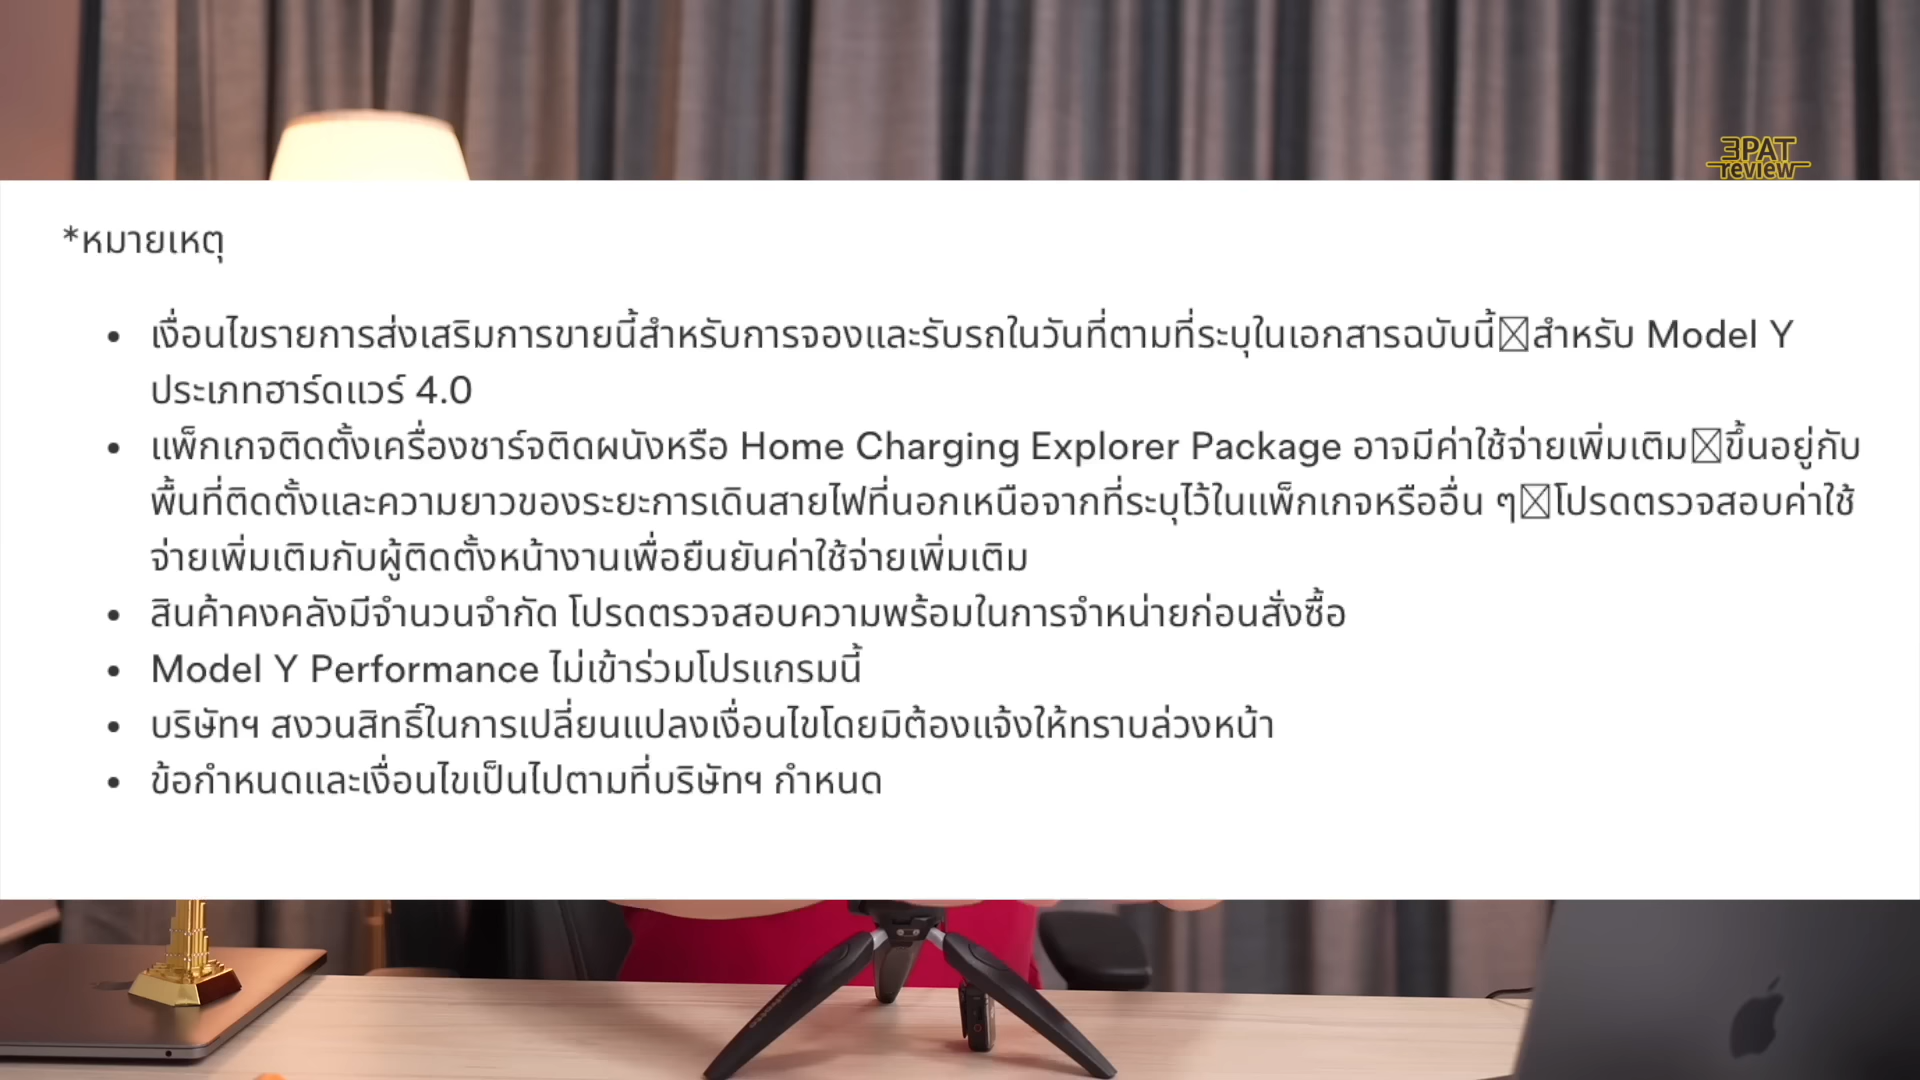 3PAT
review
*หมายเหตุ
• เงื่อนไขรายการส่งเสริมการขายนี้สำหรับการจองและรับรถในวันที่ตามที่ระบุในเอกสารฉบับนี้ สำหรับ Model Y
ประเภทฮาร์ดแวร์ 4.0
• แพ็กเกจติดตั้งเครื่องชาร์จติดผนังหรือ Home Charging Explorer Package อาจมีค่าใช้จ่ายเพิ่มเติม ขึ้นอยู่กับ
พื้นที่ติดตั้งและความยาวของระยะการเดินสายไฟที่นอกเหนือจากที่ระบุไว้ในแพ็กเกจหรืออื่น ๆ โปรดตรวจสอบค่าใช้
จ่ายเพิ่มเติมกับผู้ติดตั้งหน้างานเพื่อยืนยันค่าใช้จ่ายเพิ่มเติม
• สินค้าคงคลังมีจำนวนจำกัด โปรดตรวจสอบความพร้อมในการจำหน่ายก่อนสั่งซื้อ
• Model Y Performance ไม่เข้าร่วมโปรแกรมนี้
• บริษัทฯ สงวนสิทธิ์ในการเปลี่ยนแปลงเงื่อนไขโดยมิต้องแจ้งให้ทราบล่วงหน้า
• ข้อกำหนดและเงื่อนไขเป็นไปตามที่บริษัทฯ กำหนด